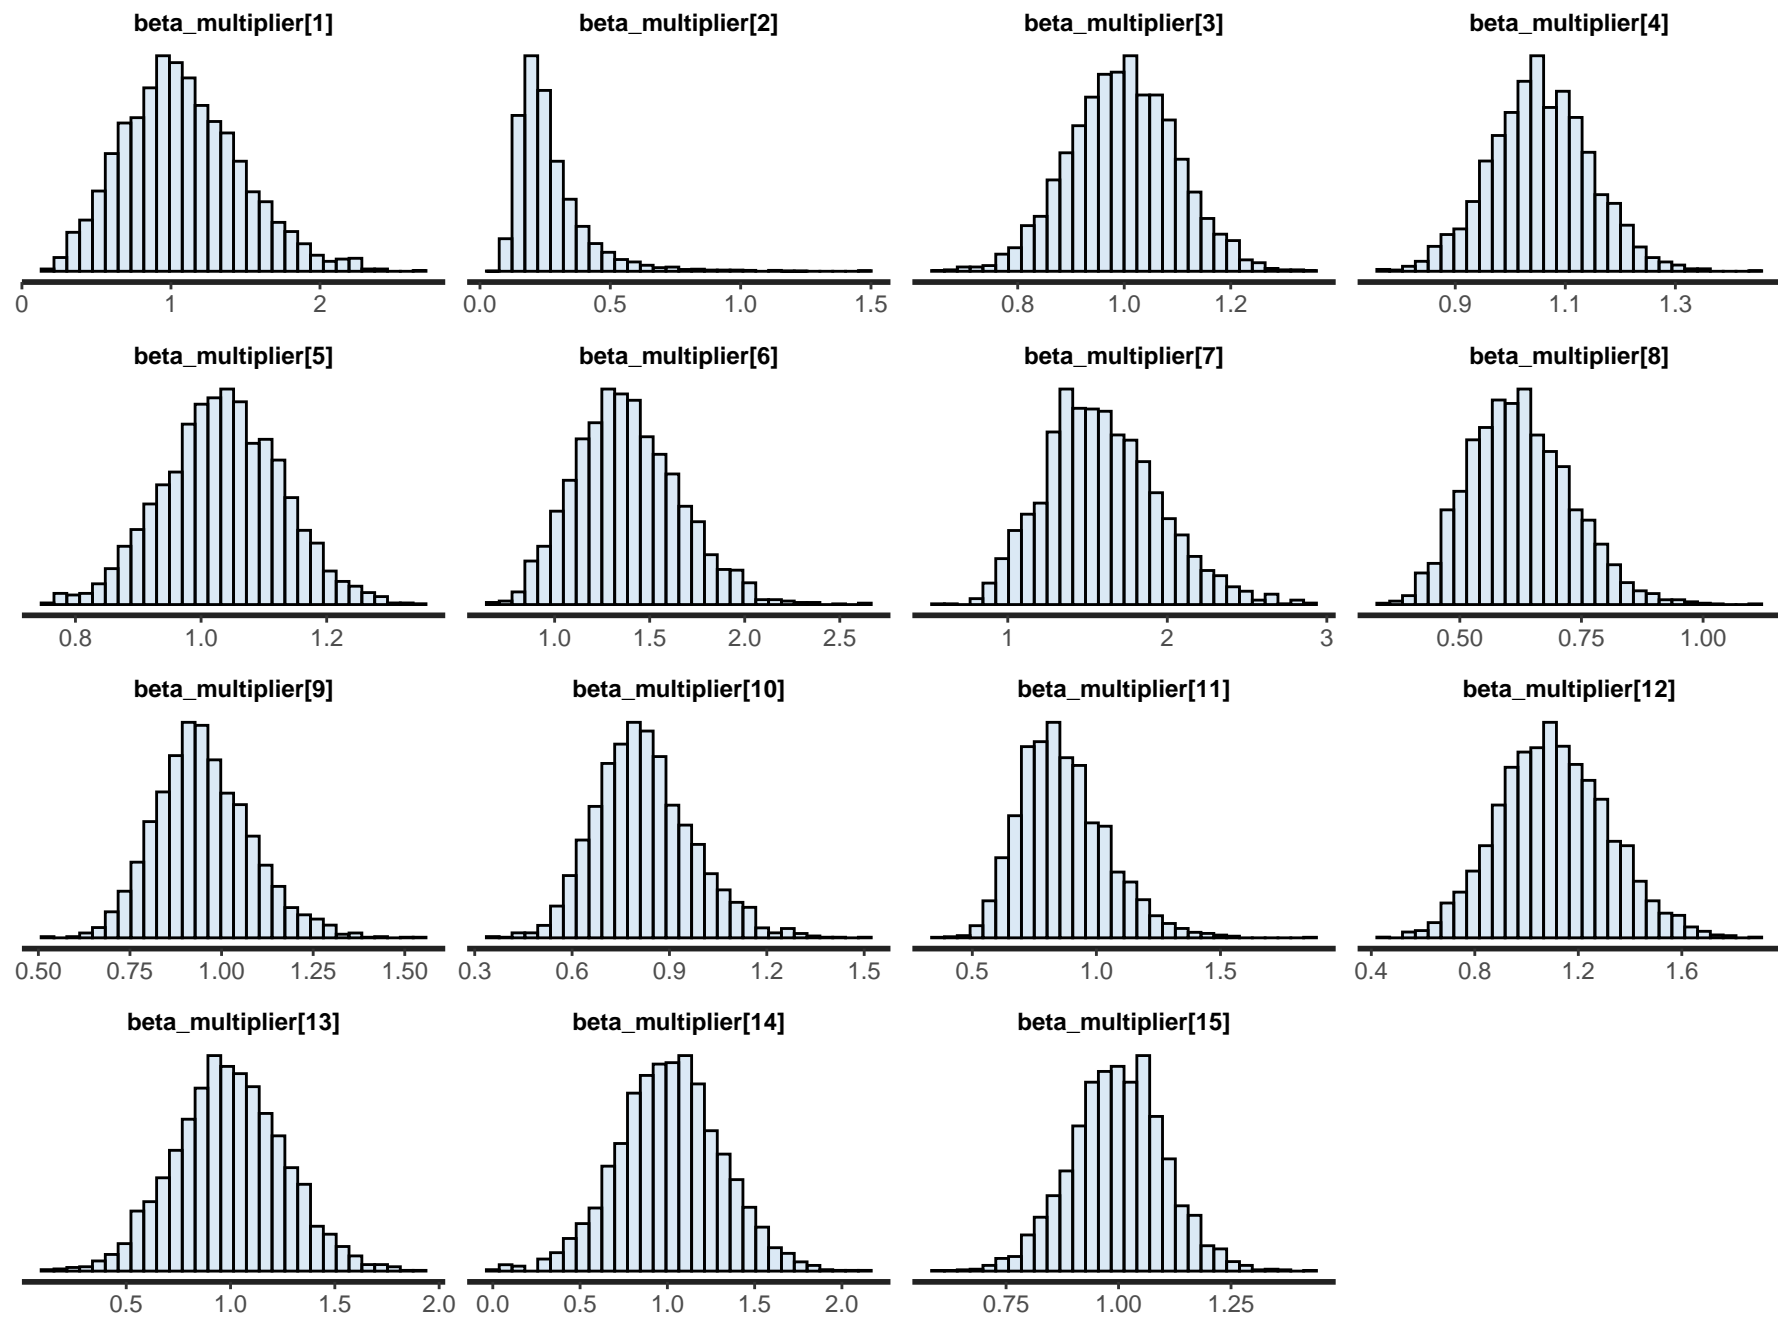 beta_multiplier[1] beta_multiplier[2] beta_multiplier[3] beta_multiplier[4]
0 1 2 0.0 0.5 1.0 1.5 0.8 1.0 1.2 0.9 1.1 1.3
beta_multiplier[5] beta_multiplier[6] beta_multiplier[7] beta_multiplier[8]
0.8 1.0 1.2 1.0 1.5 2.0 2.5 1 2 3 0.50 0.75 1.00
beta_multiplier[9] beta_multiplier[10] beta_multiplier[11] beta_multiplier[12]
0.50 0.75 1.00 1.25 1.50 0.3 0.6 0.9 1.2 1.5 0.5 1.0 1.5 0.4 0.8 1.2 1.6
beta_multiplier[13] beta_multiplier[14] beta_multiplier[15]
0.5 1.0 1.5 2.0 0.0 0.5 1.0 1.5 2.0 0.75 1.00 1.25